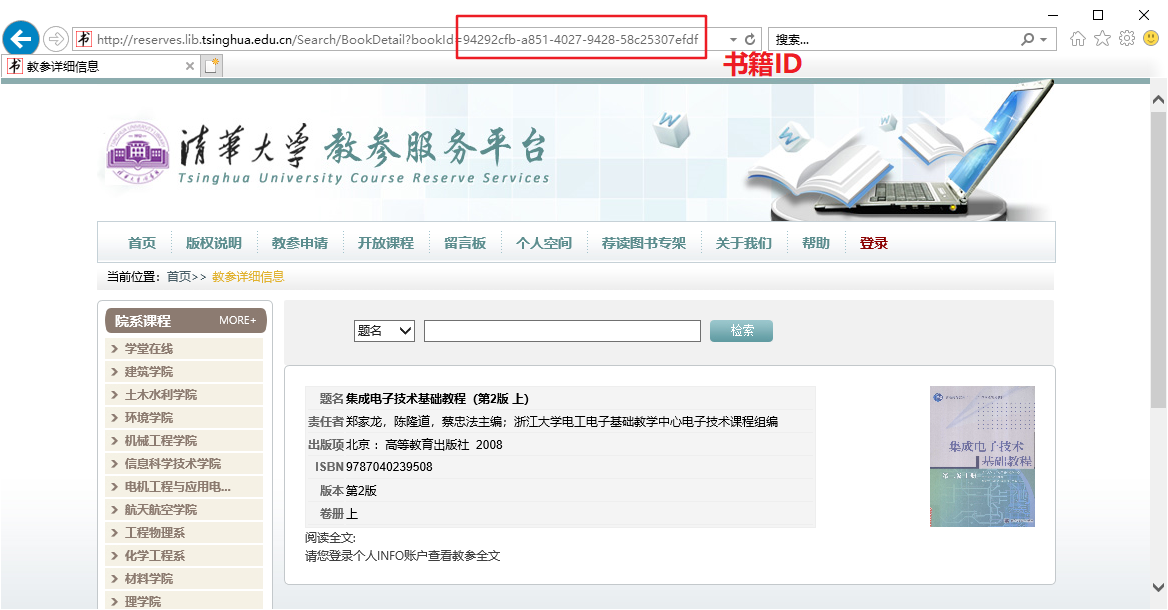 http://reserves.lib.tsinghua.edu.cn/Search/BookDetail?bookId=94292cfb-a851-4027-9428-58c25307efdf
搜索...
教参详细信息
书籍ID
清华大学 教参服务平台
Tsinghua University Course Reserve Services
首页 版权说明 教参申请 开放课程 留言板 个人空间 荐读图书专架 关于我们 帮助 登录
当前位置：首页>> 教参详细信息
院系课程 MORE+
学堂在线
建筑学院
土木水利学院
环境学院
机械工程学院
信息科学技术学院
电机工程与应用电...
航天航空学院
工程物理系
化学工程系
材料学院
理学院
题名 检索
题名 集成电子技术基础教程（第2版 上）
责任者 郑家龙，陈隆道，蔡忠法主编；浙江大学电工电子基础教学中心电子技术课程组编
出版项 北京 ：高等教育出版社 2008
ISBN 9787040239508
版本 第2版
卷册 上
阅读全文:
请您登录个人INFO账户查看教参全文
集成电子技术
基础教程